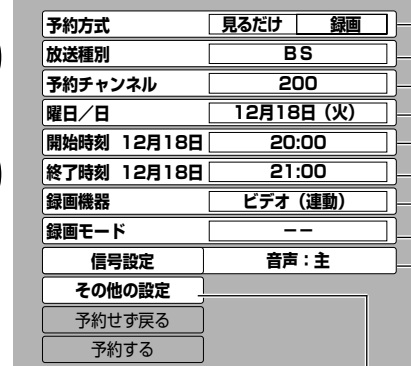 予約方式 見るだけ 録画
放送種別 BS
予約チャンネル 200
曜日／日 12月18日（火）
開始時刻 12月18日 20:00
終了時刻 12月18日 21:00
録画機器 ビデオ（連動）
録画モード −−
信号設定 音声：主
その他の設定
予約せず戻る
予約する